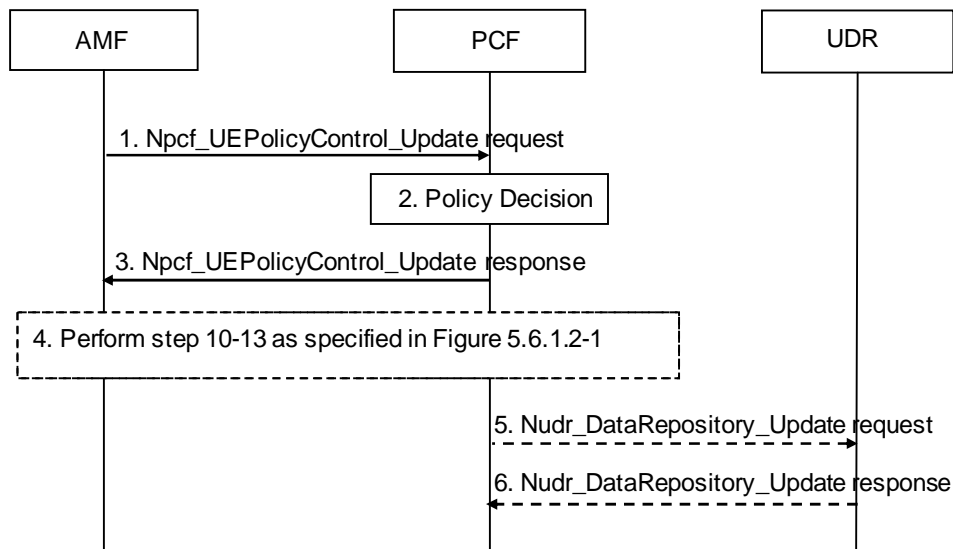 AMF
PCF
UDR
1. Npcf_UEPolicyControl_Update request
2. Policy Decision
3. Npcf_UEPolicyControl_Update response
4. Perform step 10-13 as specified in Figure 5.6.1.2-1
5. Nudr_DataRepository_Update request
6. Nudr_DataRepository_Update response